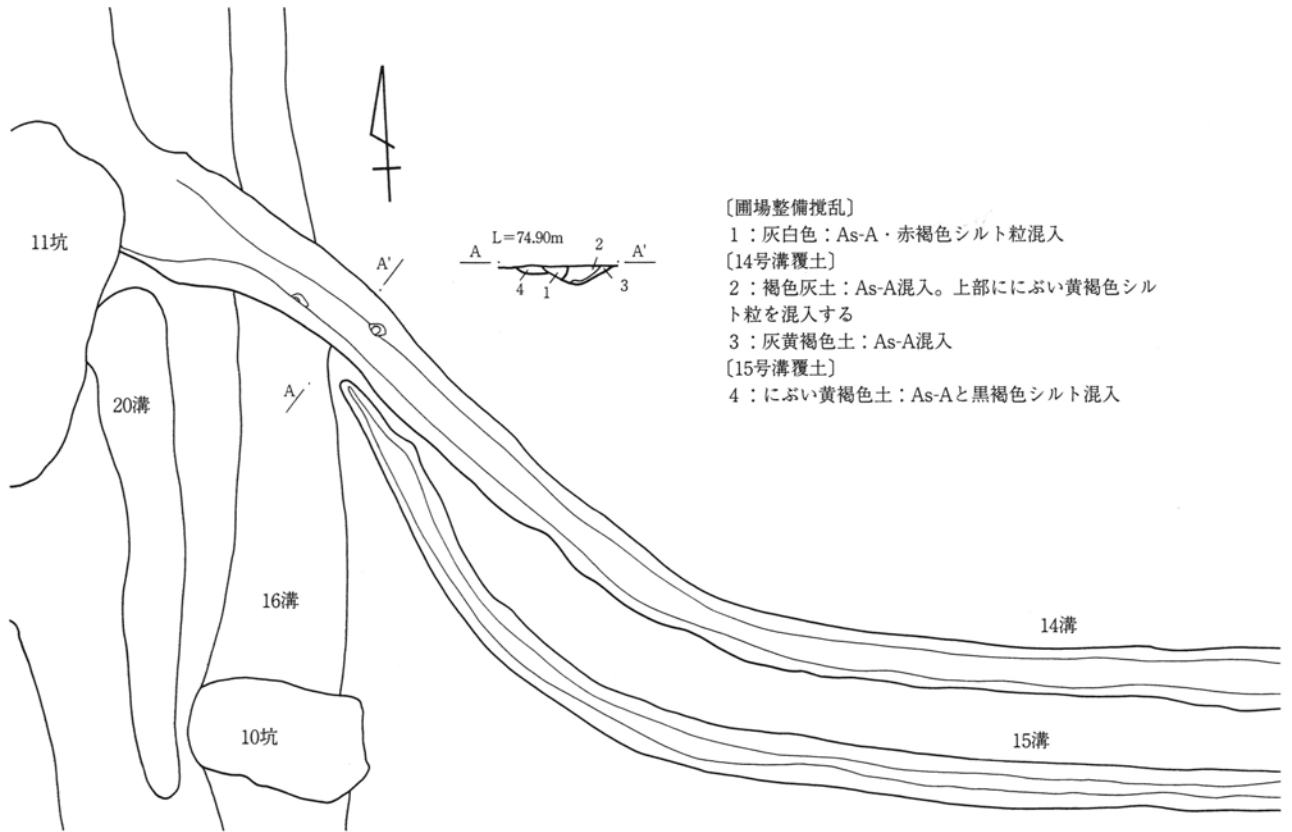 11坑
20溝
16溝
10坑
A'
A
L=74.90m
A
A'
2
4
1
3
〔圃場整備撹乱〕
1：灰白色：As-A・赤褐色シルト粒混入
〔14号溝覆土〕
2：褐色灰土：As-A混入。上部ににぶい黄褐色シル
ト粒を混入する
3：灰黄褐色土：As-A混入
〔15号溝覆土〕
4：にぶい黄褐色土：As-Aと黒褐色シルト混入
14溝
15溝